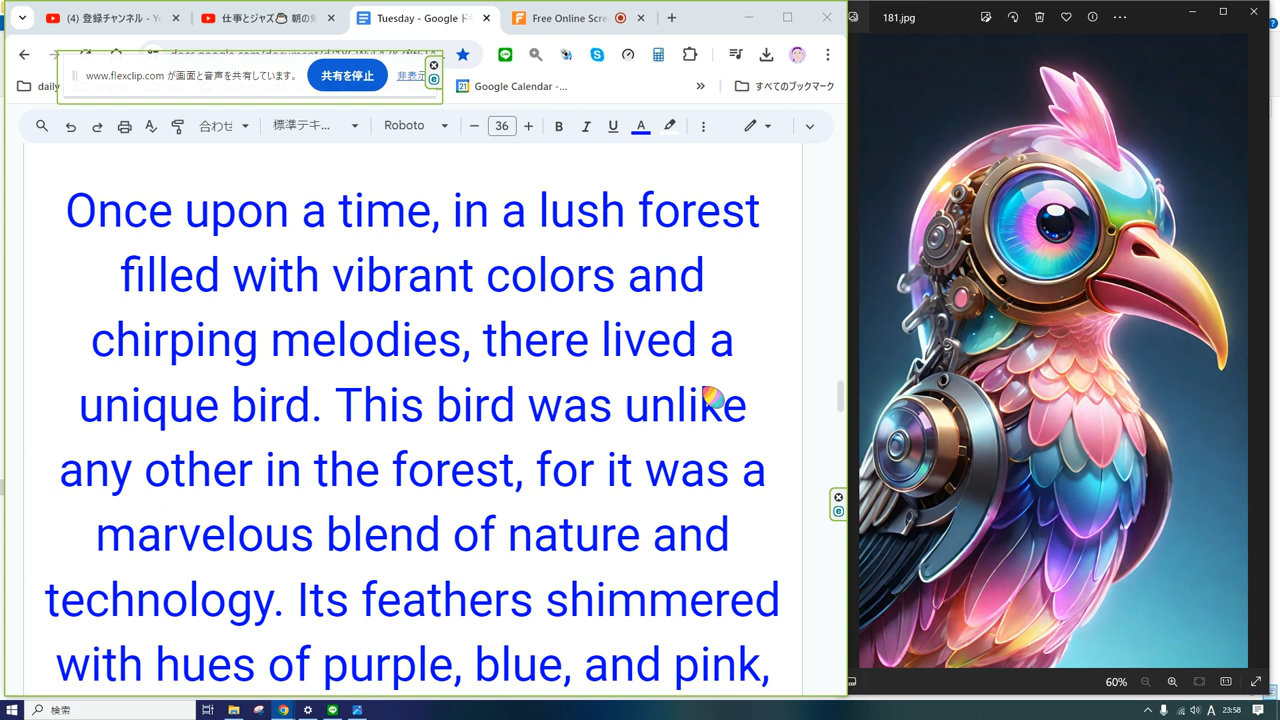 (4) 登録チャンネル - Y
仕事とジャズ 朝の
Tuesday - Google ド
Free Online Scre
181.jpg
www.flexclip.com が画面と音声を共有しています。
共有を停止
非表示
daily
Google Calendar -...
»
すべてのブックマーク
合わせ
標準テキ...
Roboto
36
B I U A
Once upon a time, in a lush forest
filled with vibrant colors and
chirping melodies, there lived a
unique bird. This bird was unlike
any other in the forest, for it was a
marvelous blend of nature and
technology. Its feathers shimmered
with hues of purple, blue, and pink,
60%
検索
A
23:58